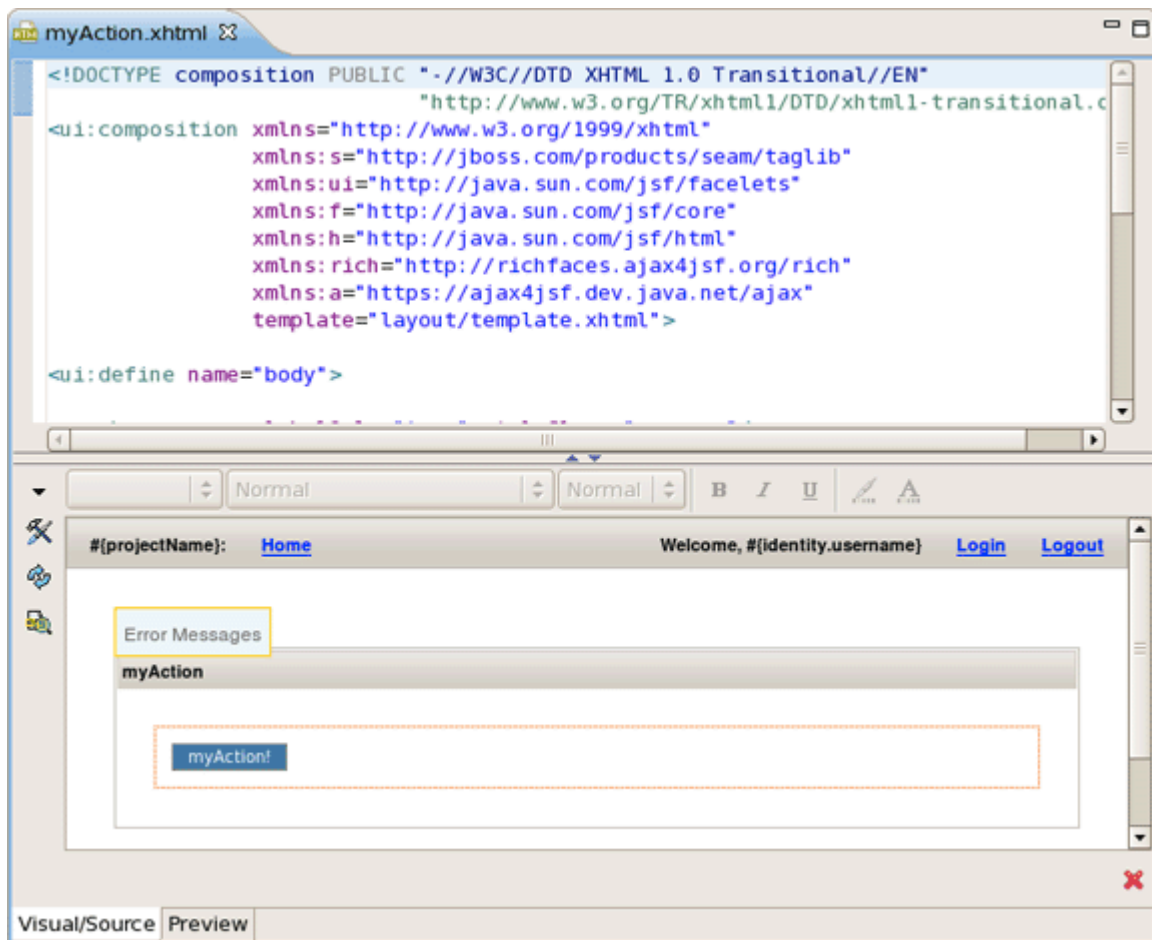 myAction.xhtml
<!DOCTYPE composition PUBLIC "-//W3C//DTD XHTML 1.0 Transitional//EN"
"http://www.w3.org/TR/xhtml1/DTD/xhtml1-transitional.
<ui:composition xmlns="http://www.w3.org/1999/xhtml"
xmlns:s="http://jboss.com/products/seam/taglib"
xmlns:ui="http://java.sun.com/jsf/facelets"
xmlns:f="http://java.sun.com/jsf/core"
xmlns:h="http://java.sun.com/jsf/html"
xmlns:rich="http://richfaces.ajax4jsf.org/rich"
xmlns:a="https://ajax4jsf.dev.java.net/ajax"
template="layout/template.xhtml">
<ui:define name="body">
Normal Normal B I U A
#{projectName}: Home Welcome, #{identity.username} Login Logout
Error Messages
myAction
myAction!
Visual/Source Preview